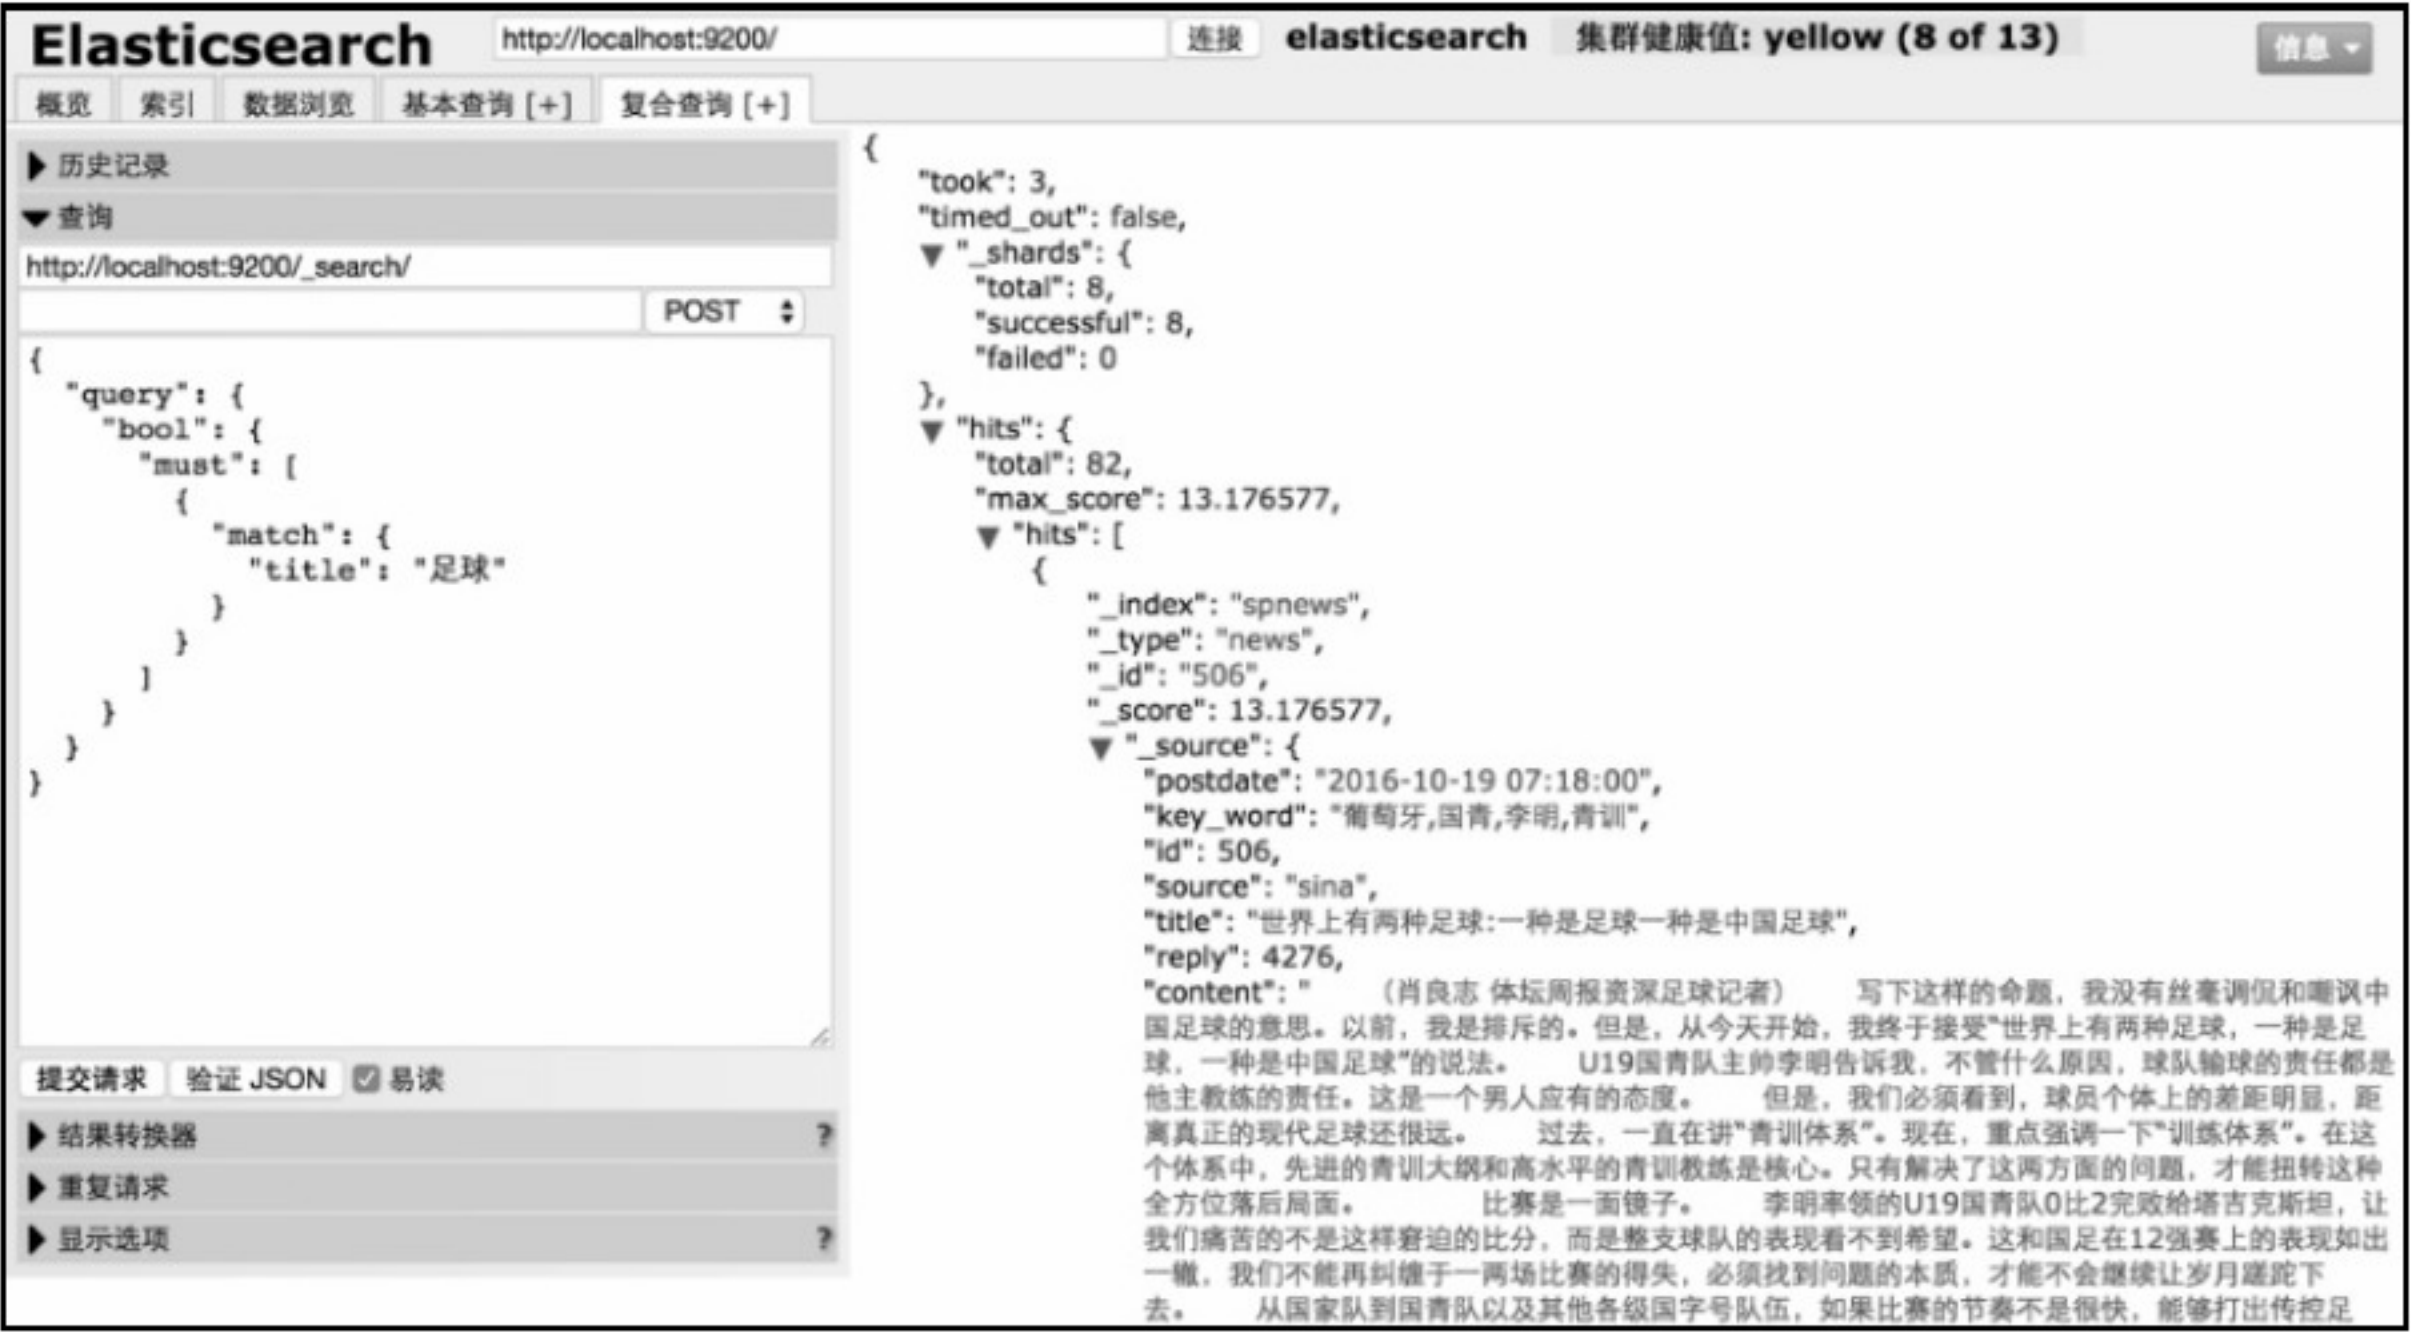 Elasticsearch http://localhost:9200/ 连接 elasticsearch 集群健康值: yellow (8 of 13) 信息
概览 索引 数据浏览 基本查询 [+] 复合查询 [+]
历史记录
查询
http://localhost:9200/_search/
POST
{
"query": {
"bool": {
"must": [
{
"match": {
"title": "足球"
}
}
]
}
}
}
提交请求 验证 JSON 易读
结果转换器 ?
重复请求
显示选项 ?
{
"took": 3,
"timed_out": false,
"_shards": {
"total": 8,
"successful": 8,
"failed": 0
},
"hits": {
"total": 82,
"max_score": 13.176577,
"hits": [
{
"_index": "spnews",
"_type": "news",
"_id": "506",
"_score": 13.176577,
"_source": {
"postdate": "2016-10-19 07:18:00",
"key_word": "葡萄牙,国青,李明,青训",
"id": 506,
"source": "sina",
"title": "世界上有两种足球:一种是足球一种是中国足球",
"reply": 4276,
"content": " （肖良志 体坛周报资深足球记者） 写下这样的命题，我没有丝毫调侃和嘲讽中
国足球的意思。以前，我是排斥的。但是，从今天开始，我终于接受“世界上有两种足球，一种是足
球，一种是中国足球”的说法。 U19国青队主帅李明告诉我，不管什么原因，球队输球的责任都是
他主教练的责任。这是一个男人应有的态度。 但是，我们必须看到，球员个体上的差距明显，距
离真正的现代足球还很远。 过去，一直在讲“青训体系”。现在，重点强调一下“训练体系”。在这
个体系中，先进的青训大纲和高水平的青训教练是核心。只有解决了这两方面的问题，才能扭转这种
全方位落后局面。 比赛是一面镜子。 李明率领的U19国青队0比2完败给塔吉克斯坦，让
我们痛苦的不是这样窘迫的比分，而是整支球队的表现看不到希望。这和国足在12强赛上的表现如出
一辙，我们不能再纠缠于一两场比赛的得失，必须找到问题的本质，才能不会继续让岁月蹉跎下
去。 从国家队到国青队以及其他各级国字号队伍，如果比赛的节奏不是很快，能够打出传控足